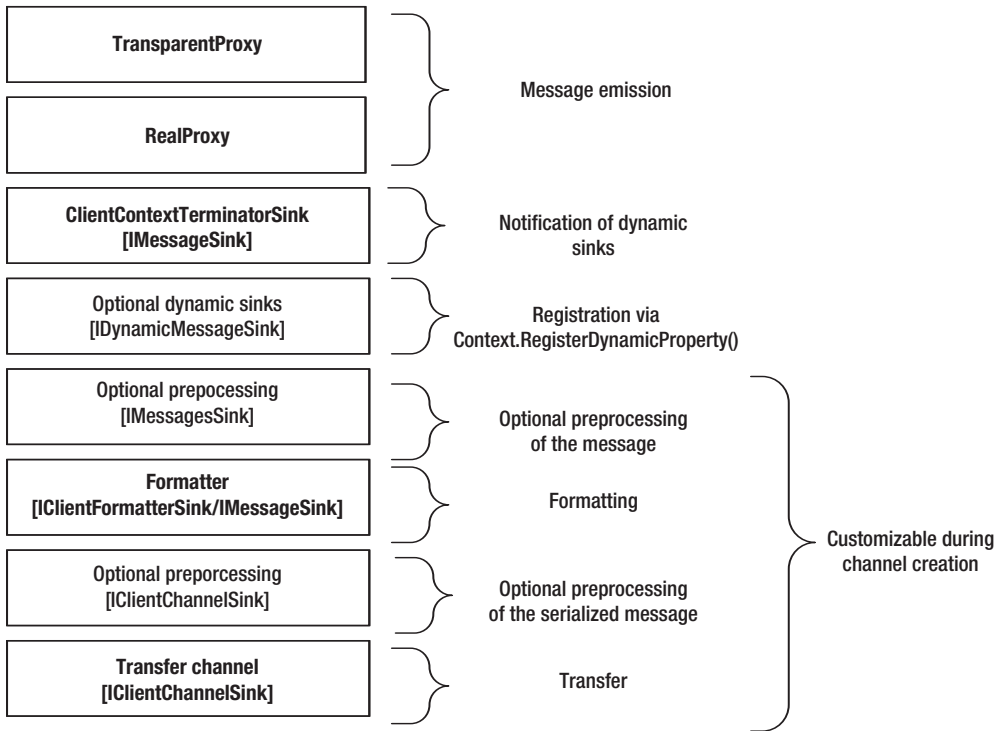 TransparentProxy
Message emission
RealProxy
ClientContextTerminatorSink
[IMessageSink]
Notification of dynamic
sinks
Optional dynamic sinks
[IDynamicMessageSink]
Registration via
Context.RegisterDynamicProperty()
Optional prepocessing
[IMessagesSink]
Optional preprocessing
of the message
Formatter
[IClientFormatterSink/IMessageSink]
Formatting
Customizable during
channel creation
Optional preporcessing
[IClientChannelSink]
Optional preprocessing
of the serialized message
Transfer channel
[IClientChannelSink]
Transfer